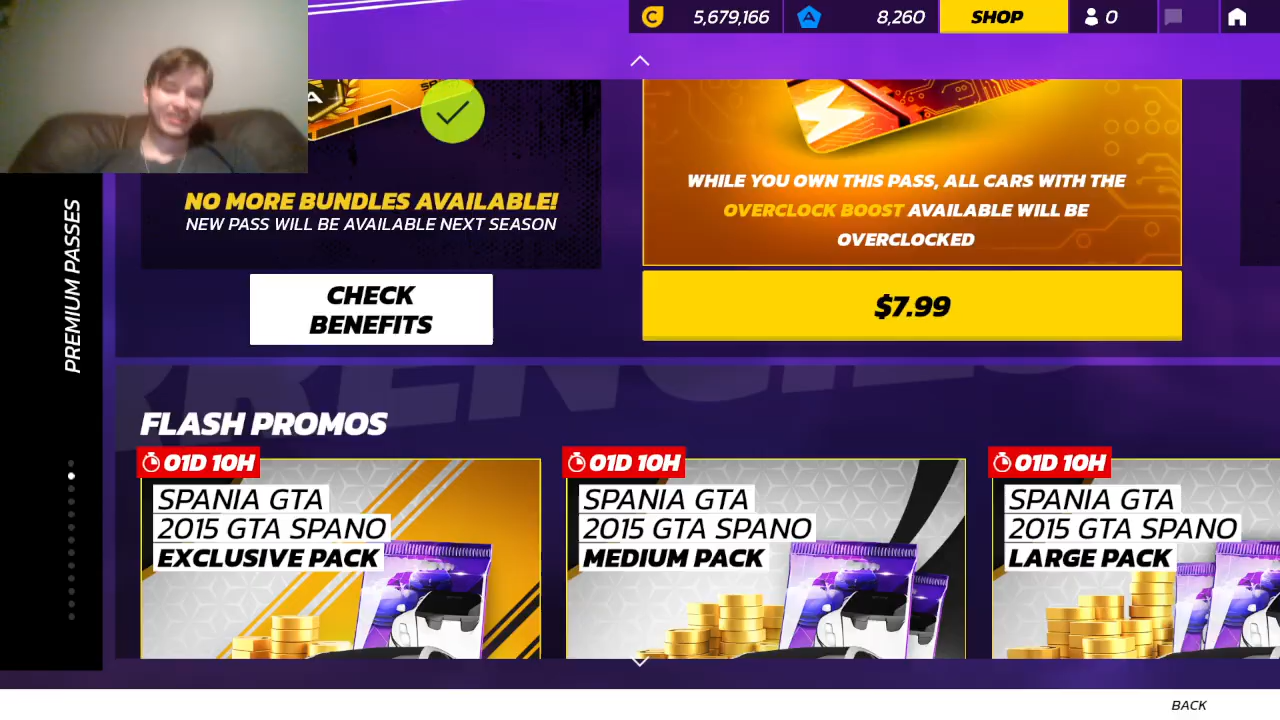 5,679,166
8,260
SHOP
0
NO MORE BUNDLES AVAILABLE!
NEW PASS WILL BE AVAILABLE NEXT SEASON
CHECK
BENEFITS
WHILE YOU OWN THIS PASS, ALL CARS WITH THE
OVERCLOCK BOOST AVAILABLE WILL BE
OVERCLOCKED
$7.99
PREMIUM PASSES
FLASH PROMOS
01D 10H
SPANIA GTA
2015 GTA SPANO
EXCLUSIVE PACK
01D 10H
SPANIA GTA
2015 GTA SPANO
MEDIUM PACK
01D 10H
SPANIA GTA
2015 GTA SPANO
LARGE PACK
BACK